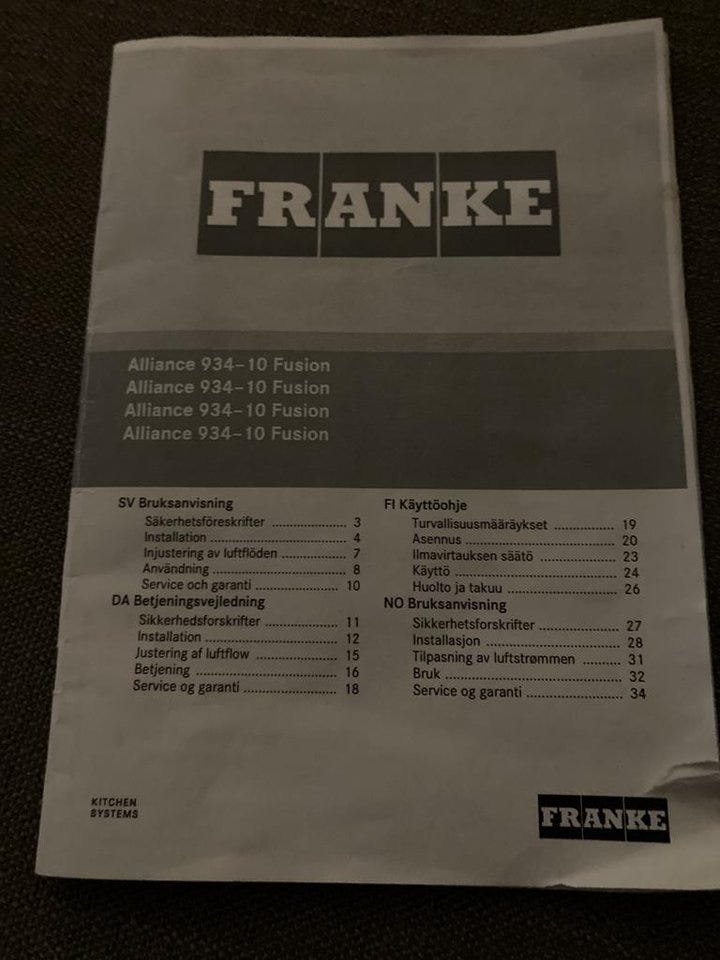 FRANKE
Alliance 934-10 Fusion
Alliance 934-10 Fusion
Alliance 934-10 Fusion
Alliance 934-10 Fusion
SV Bruksanvisning
Säkerhetsföreskrifter ..................... 3
Installation ....................................... 4
Injustering av luftflöden .................. 7
Användning ...................................... 8
Service och garanti ....................... 10
DA Betjeningsvejledning
Sikkerhedsforskrifter ..................... 11
Installation ..................................... 12
Justering af luftflow ...................... 15
Betjening ........................................ 16
Service og garanti ......................... 18
FI Käyttöohje
Turvallisuusmääräykset ................ 19
Asennus .......................................... 20
Ilmavirtauksen säätö ..................... 23
Käyttö ............................................. 24
Huolto ja takuu .............................. 26
NO Bruksanvisning
Sikkerhetsforskrifter ...................... 27
Installasjon ..................................... 28
Tilpasning av luftstrømmen .......... 31
Bruk ................................................ 32
Service og garanti .......................... 34
KITCHEN
SYSTEMS
FRANKE